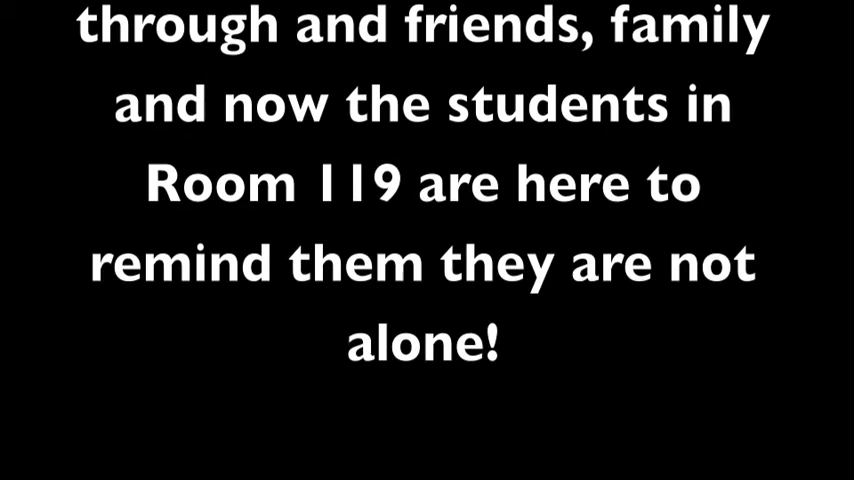 through and friends, family
and now the students in
Room 119 are here to
remind them they are not
alone!